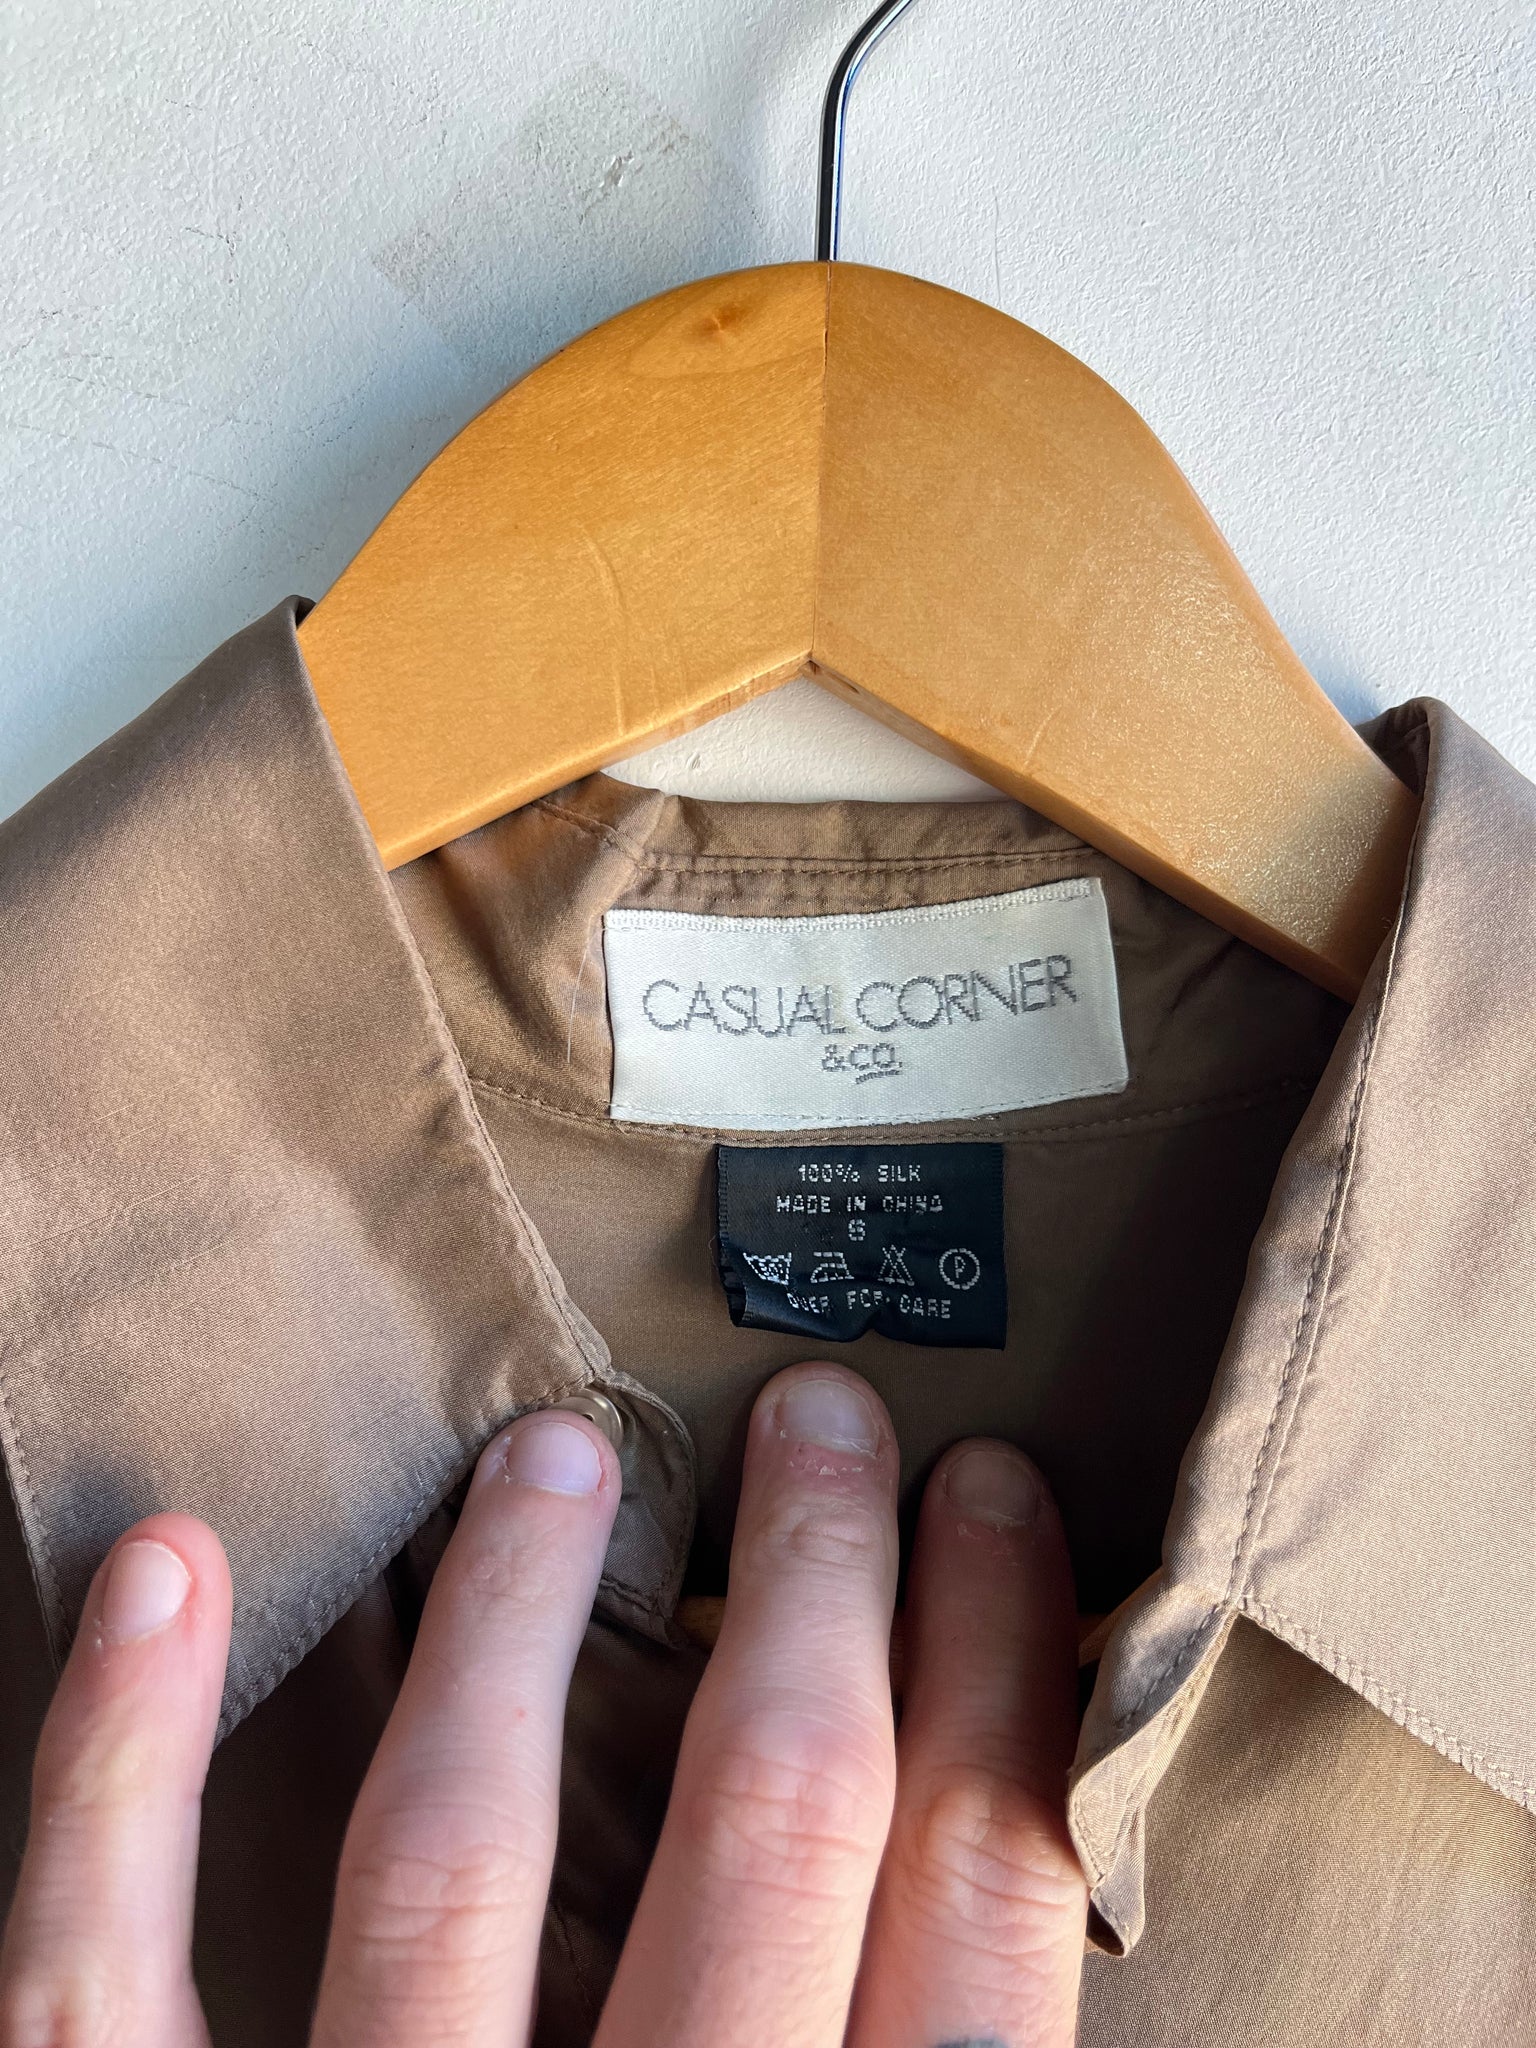 CASUAL CORNER
&CO.
100% SILK
MADE IN CHINA
S
P
OVER FOR CARE